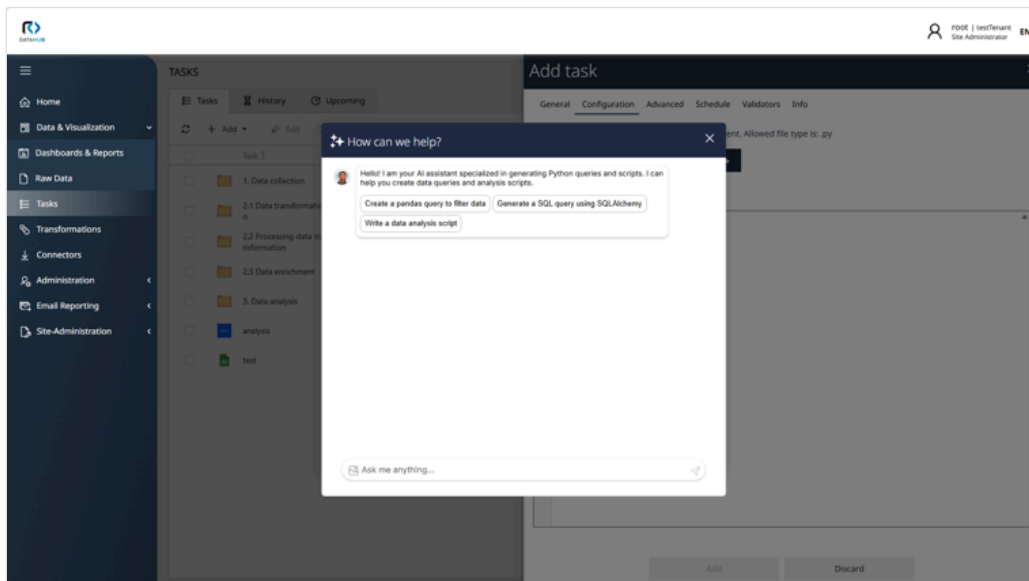 DATAHUB
root | testTenant
Site Administrator
EN
Home
Data & Visualization
Dashboards & Reports
Raw Data
Tasks
Transformations
Connectors
Administration
Email Reporting
Site-Administration
TASKS
Tasks History Upcoming
+ Add Edit
Task
1. Data collection
2.1 Data transformatio
n
2.2 Processing data
reformation
2.3 Data enrichment
3. Data analysis
analysis
test
Add task
General Configuration Advanced Schedule Validators Info
ent. Allowed file type is: .py
How can we help?
Hello! I am your AI assistant specialized in generating Python queries and scripts. I can
help you create data queries and analysis scripts.
Create a pandas query to filter data Generate a SQL query using SQLAlchemy
Write a data analysis script
Ask me anything...
Add Discard